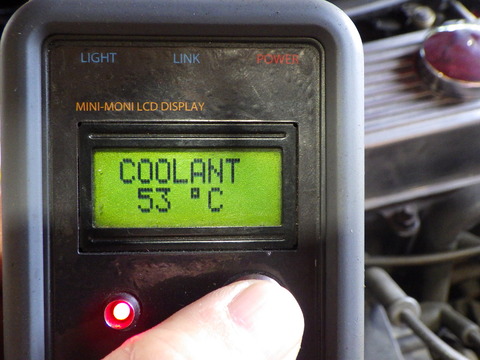 LIGHT LINK POWER
MINI-MONI LCD DISPLAY
COOLANT
53 °C